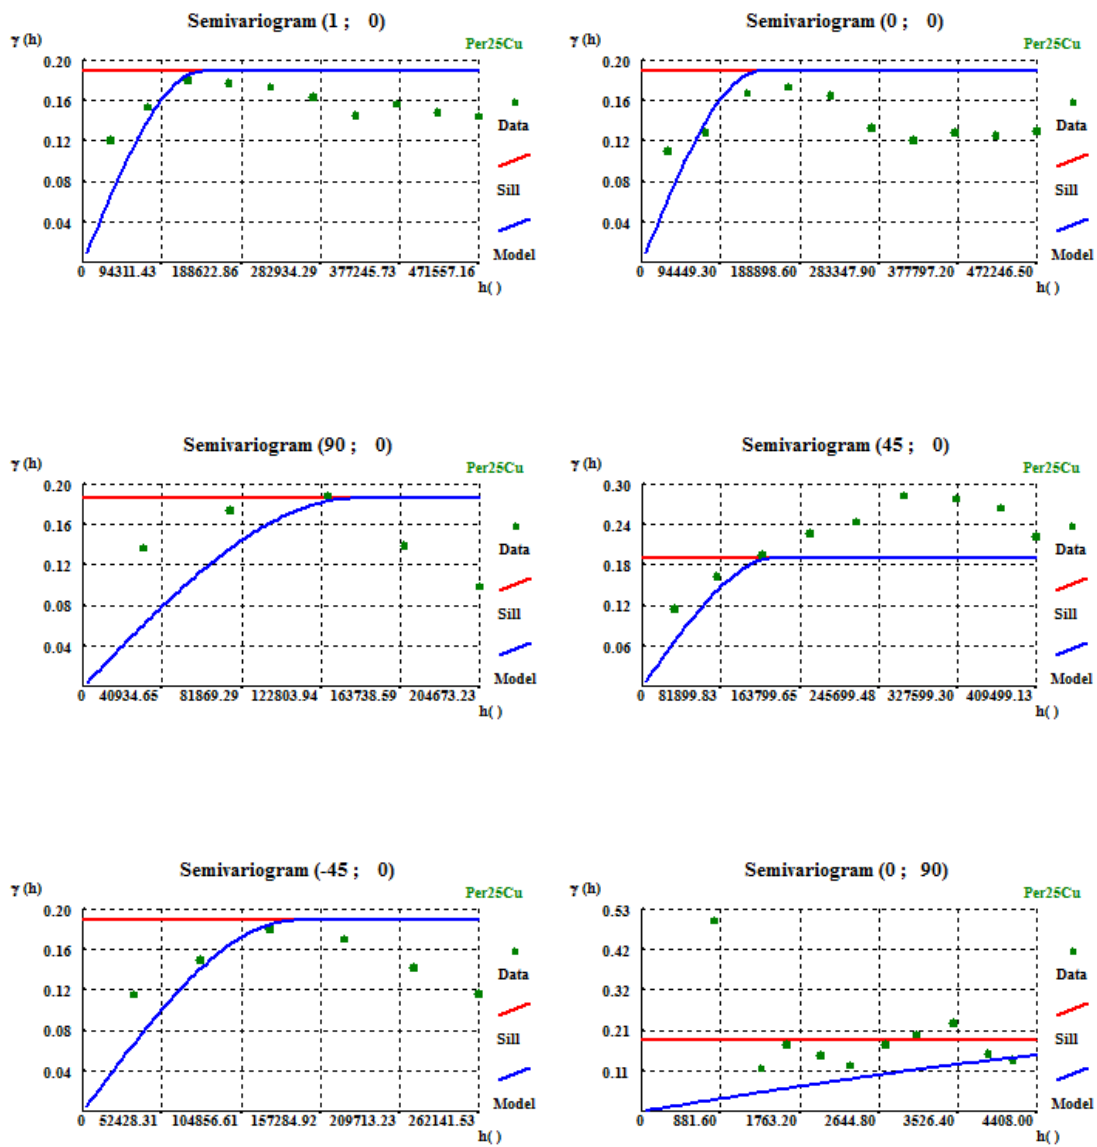 Semivariogram (1 ; 0)
γ (h)
Per25Cu
0.20
0.16
0.12
0.08
0.04
Data
Sill
Model
0 94311.43 188622.86 282934.29 377245.73 471557.16
h( )
Semivariogram (0 ; 0)
γ (h)
Per25Cu
0.20
0.16
0.12
0.08
0.04
Data
Sill
Model
0 94449.30 188898.60 283347.90 377797.20 472246.50
h( )
Semivariogram (90 ; 0)
γ (h)
Per25Cu
0.20
0.16
0.12
0.08
0.04
Data
Sill
Model
0 40934.65 81869.29 122803.94 163738.59 204673.23
h( )
Semivariogram (45 ; 0)
γ (h)
Per25Cu
0.30
0.24
0.18
0.12
0.06
Data
Sill
Model
0 81899.83 163799.65 245699.48 327599.30 409499.13
h( )
Semivariogram (-45 ; 0)
γ (h)
Per25Cu
0.20
0.16
0.12
0.08
0.04
Data
Sill
Model
0 52428.31 104856.61 157284.92 209713.23 262141.53
h( )
Semivariogram (0 ; 90)
γ (h)
Per25Cu
0.53
0.42
0.32
0.21
0.11
Data
Sill
Model
0 881.60 1763.20 2644.80 3526.40 4408.00
h( )